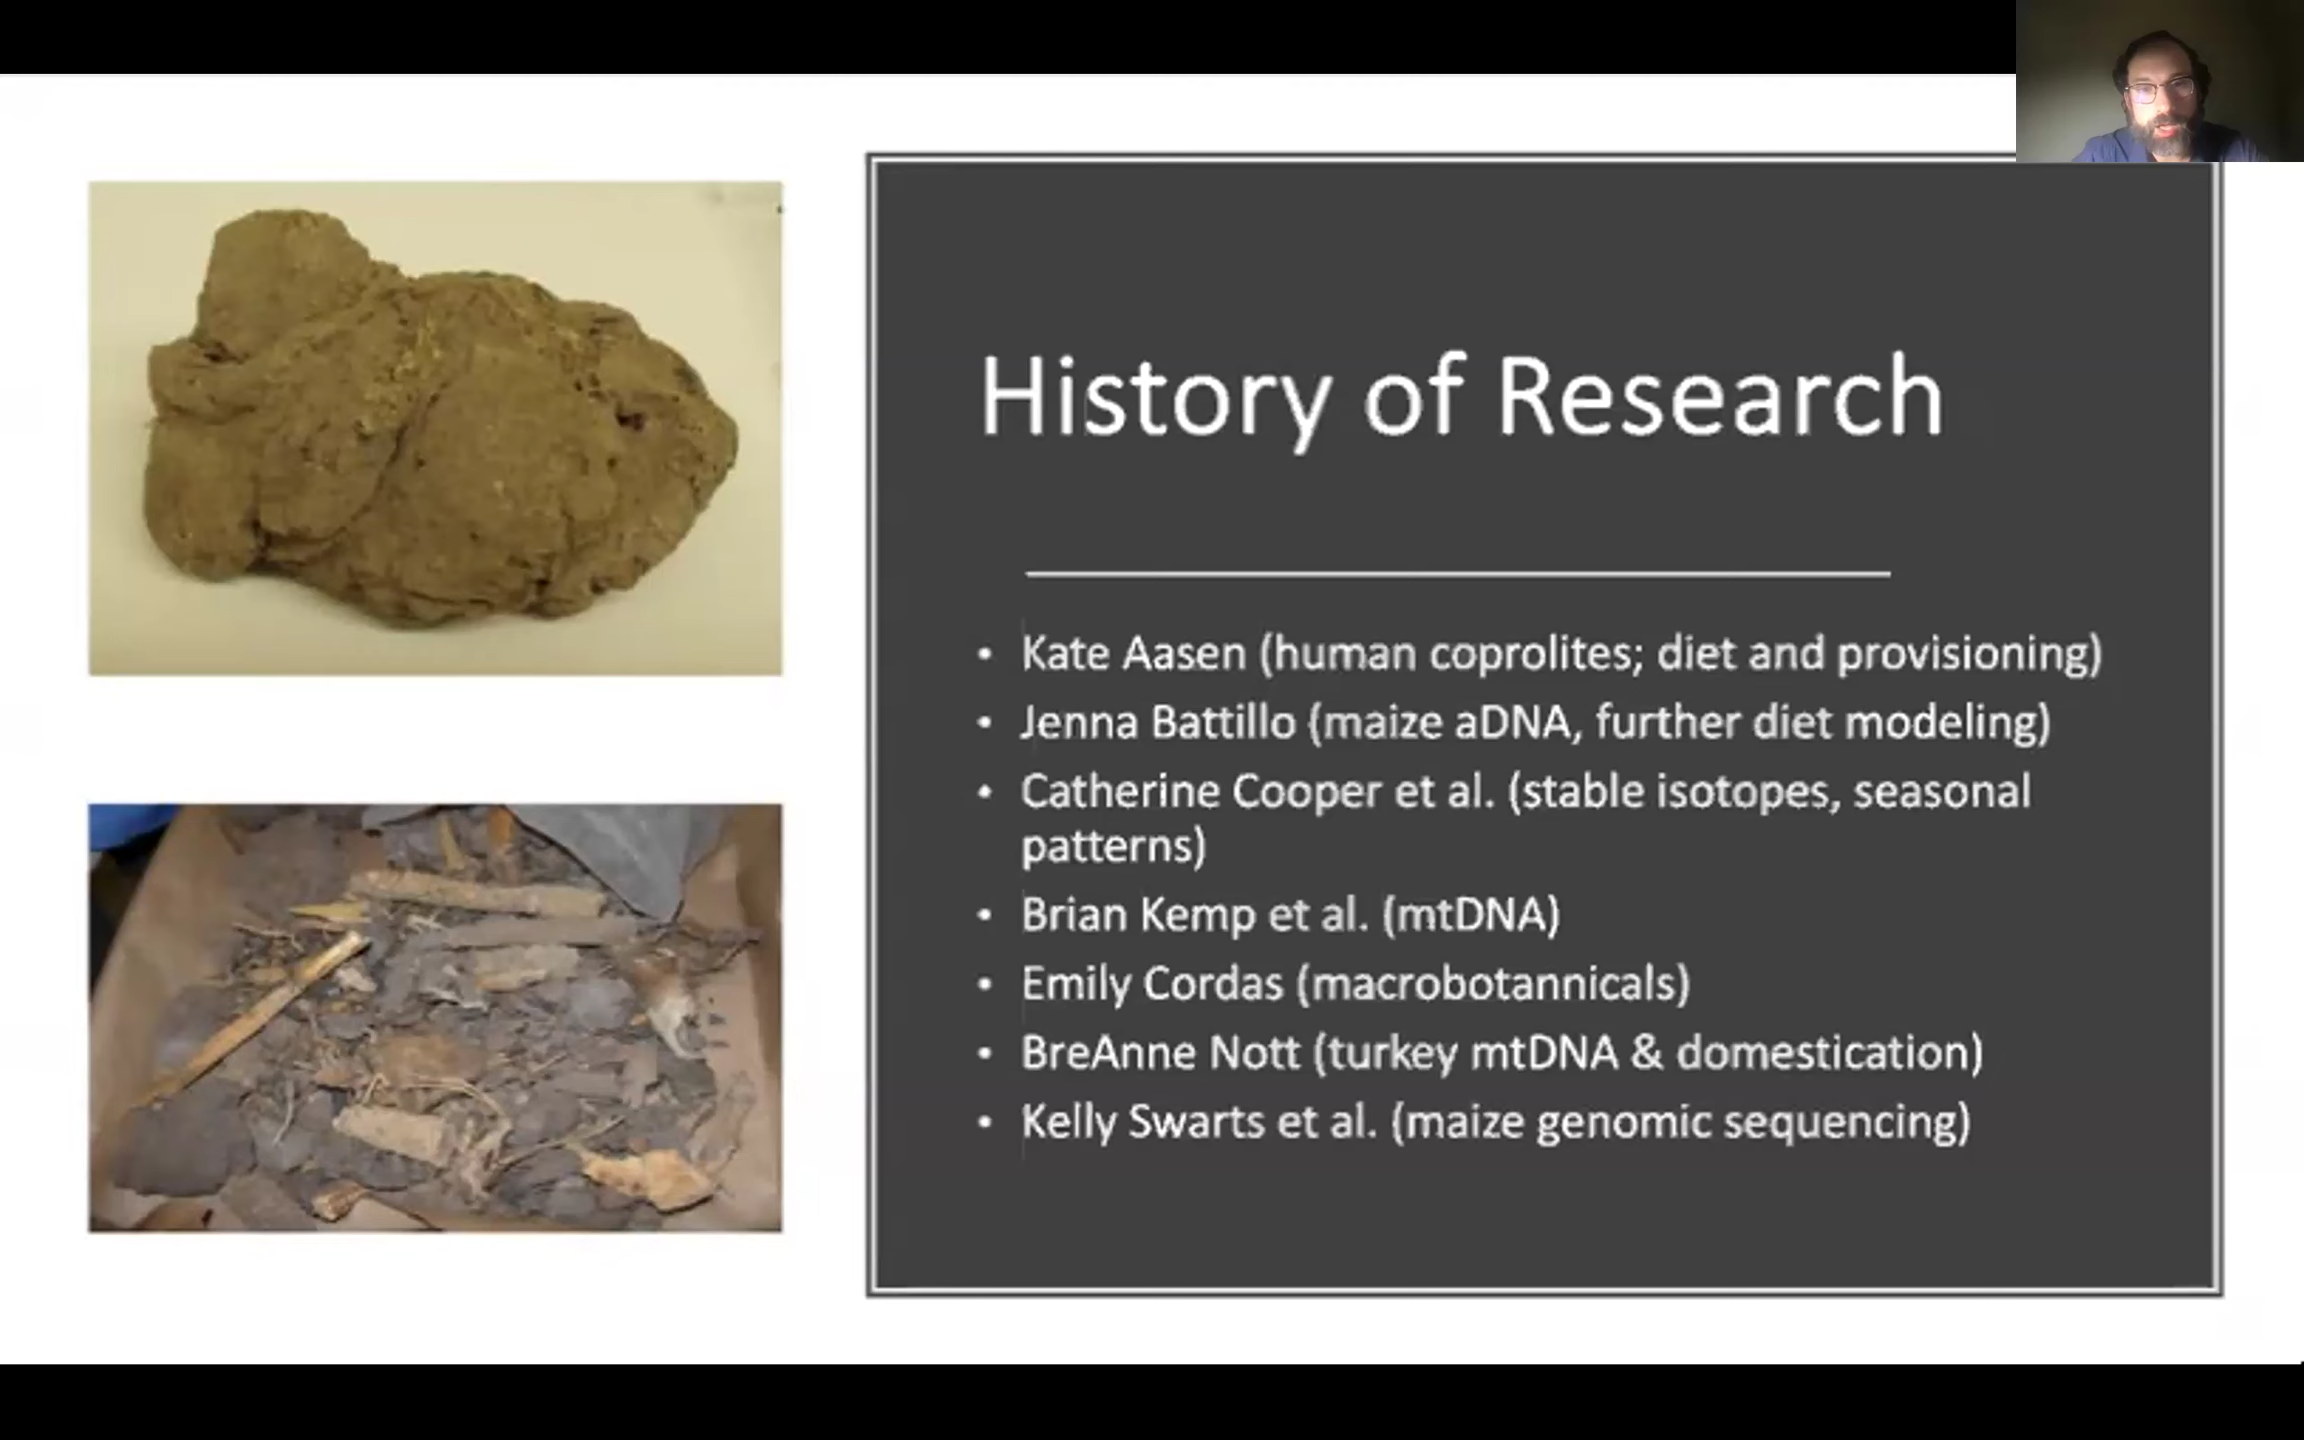 History of Research
• Kate Aasen (human coprolites; diet and provisioning)
• Jenna Battillo (maize aDNA, further diet modeling)
• Catherine Cooper et al. (stable isotopes, seasonal
patterns)
• Brian Kemp et al. (mtDNA)
• Emily Cordas (macrobotannicals)
• BreAnne Nott (turkey mtDNA & domestication)
• Kelly Swarts et al. (maize genomic sequencing)